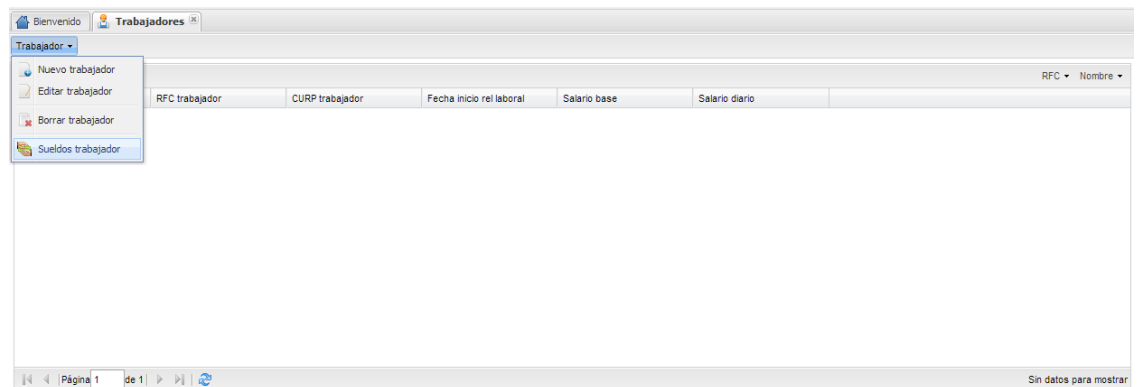 Bienvenido Trabajadores
Trabajador
Nuevo trabajador
RFC Nombre
Editar trabajador
RFC trabajador CURP trabajador Fecha inicio rel laboral Salario base Salario diario
Borrar trabajador
Sueldos trabajador
Página 1 de 1 Sin datos para mostrar